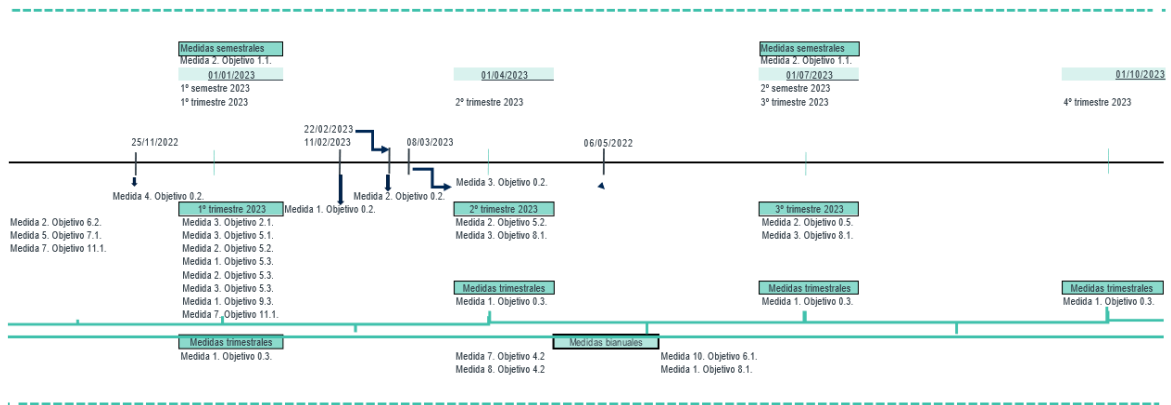 Medidas semestrales
Medida 2. Objetivo 1.1.
01/01/2023
1º semestre 2023
1º trimestre 2023
01/04/2023
2º trimestre 2023
Medidas semestrales
Medida 2. Objetivo 1.1.
01/07/2023
2º semestre 2023
3º trimestre 2023
01/10/2023
4º trimestre 2023
25/11/2022
22/02/2023
11/02/2023
08/03/2023
06/05/2022
Medida 4. Objetivo 0.2.
Medida 1. Objetivo 0.2.
Medida 2. Objetivo 0.2.
Medida 3. Objetivo 0.2.
Medida 2. Objetivo 6.2.
Medida 5. Objetivo 7.1.
Medida 7. Objetivo 11.1.
1º trimestre 2023
Medida 3. Objetivo 2.1.
Medida 3. Objetivo 5.1.
Medida 2. Objetivo 5.2.
Medida 1. Objetivo 5.3.
Medida 2. Objetivo 5.3.
Medida 3. Objetivo 5.3.
Medida 1. Objetivo 9.3.
Medida 7. Objetivo 11.1.
2º trimestre 2023
Medida 2. Objetivo 5.2.
Medida 3. Objetivo 8.1.
3º trimestre 2023
Medida 2. Objetivo 0.5.
Medida 3. Objetivo 8.1.
Medidas trimestrales
Medida 1. Objetivo 0.3.
Medidas trimestrales
Medida 1. Objetivo 0.3.
Medidas trimestrales
Medida 1. Objetivo 0.3.
Medidas trimestrales
Medida 1. Objetivo 0.3.
Medidas bianuales
Medida 7. Objetivo 4.2
Medida 8. Objetivo 4.2
Medida 10. Objetivo 6.1.
Medida 1. Objetivo 8.1.